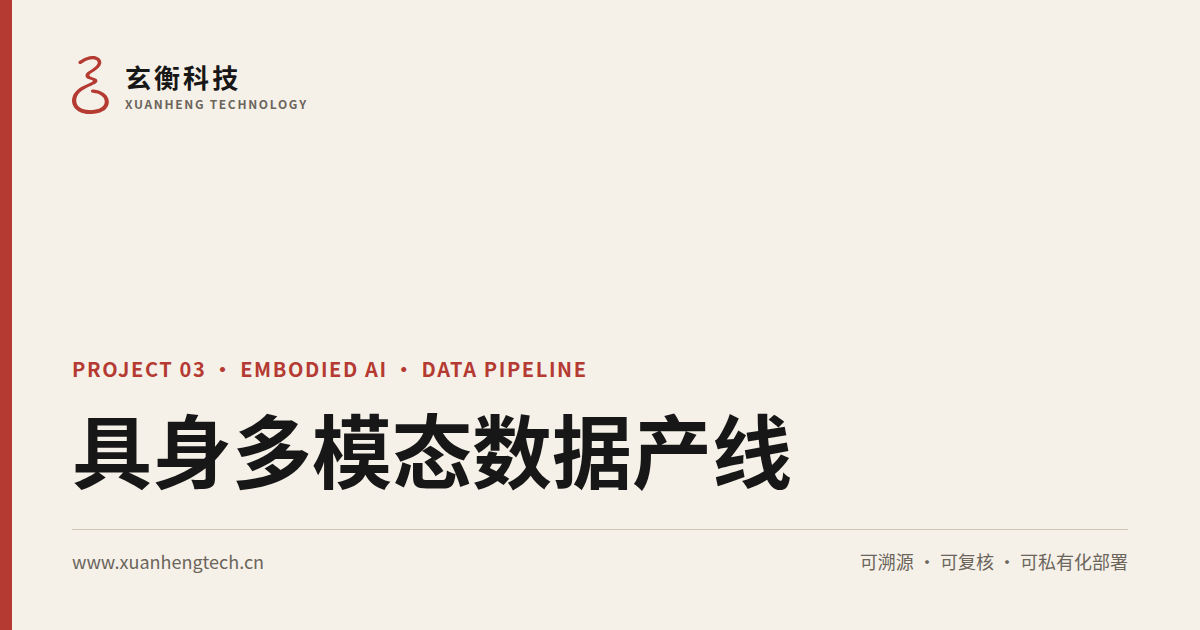 玄衡科技
XUANHENG TECHNOLOGY
PROJECT 03 • EMBODIED AI • DATA PIPELINE
具身多模态数据产线
www.xuanhengtech.cn
可溯源 • 可复核 • 可私有化部署